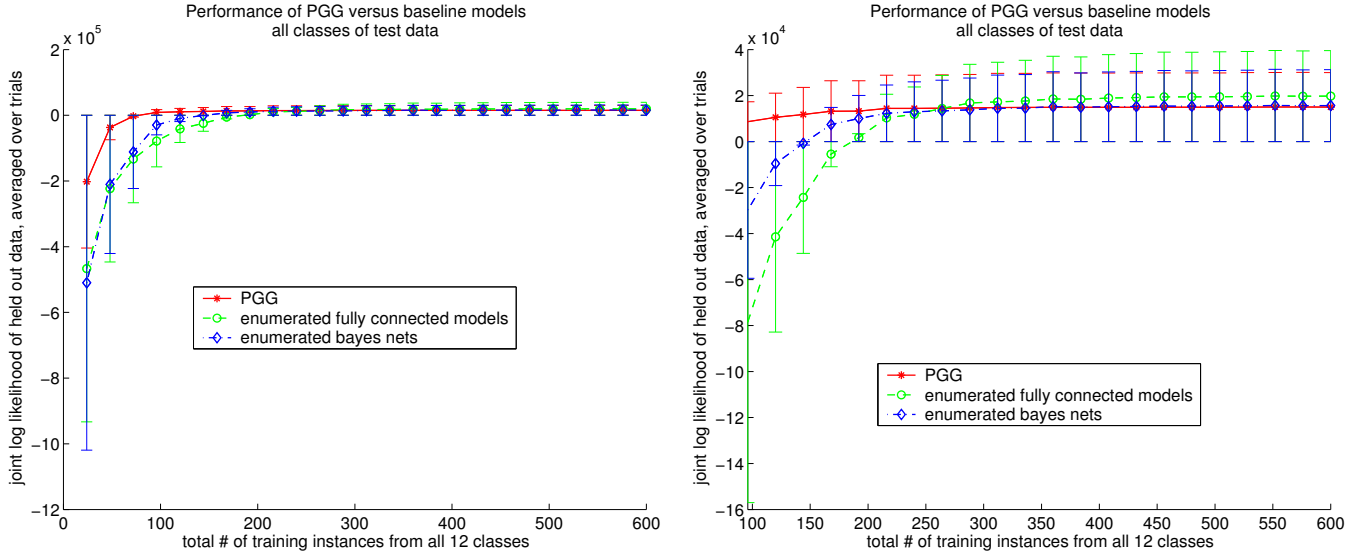 Performance of PGG versus baseline models
all classes of test data
x 10^5
2
0
−2
−4
−6
−8
−10
−12
joint log likelihood of held out data, averaged over trials
PGG
enumerated fully connected models
enumerated bayes nets
0 100 200 300 400 500 600
total # of training instances from all 12 classes
Performance of PGG versus baseline models
all classes of test data
x 10^4
4
2
0
−2
−4
−6
−8
−10
−12
−14
−16
joint log likelihood of held out data, averaged over trials
PGG
enumerated fully connected models
enumerated bayes nets
100 150 200 250 300 350 400 450 500 550 600
total # of training instances from all 12 classes